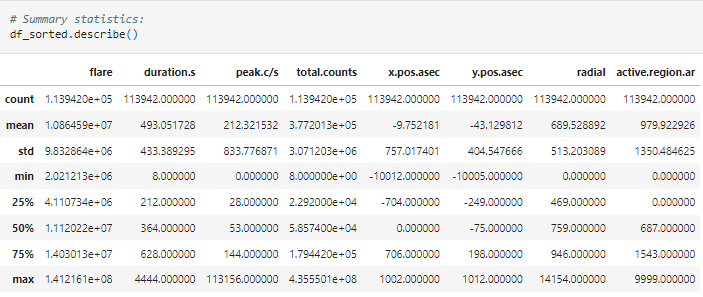 # Summary statistics:
df_sorted.describe()
flare duration.s peak.c/s total.counts x.pos.asec y.pos.asec radial active.region.ar
count 1.139420e+05 113942.000000 113942.000000 1.139420e+05 113942.000000 113942.000000 113942.000000 113942.000000
mean 1.086459e+07 493.051728 212.321532 3.772013e+05 -9.752181 -43.129812 689.528892 979.922926
std 9.832864e+06 433.389295 833.776871 3.071203e+06 757.017401 404.547666 513.203089 1350.484625
min 2.021213e+06 8.000000 0.000000 8.000000e+00 -10012.000000 -10005.000000 0.000000 0.000000
25% 4.110734e+06 212.000000 28.000000 2.292000e+04 -704.000000 -249.000000 469.000000 0.000000
50% 1.112022e+07 364.000000 53.000000 5.857400e+04 0.000000 -75.000000 759.000000 687.000000
75% 1.403013e+07 628.000000 144.000000 1.794420e+05 706.000000 198.000000 946.000000 1543.000000
max 1.412161e+08 4444.000000 113156.000000 4.355501e+08 1002.000000 1012.000000 14154.000000 9999.000000